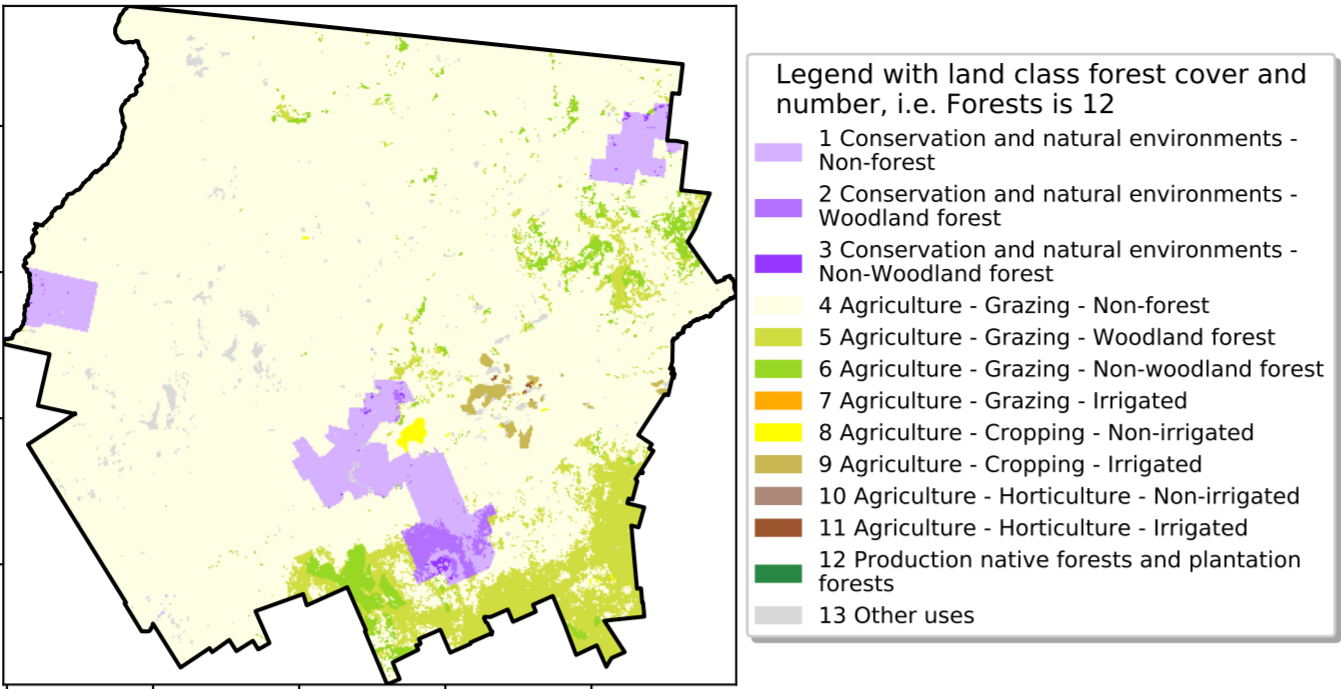 Legend with land class forest cover and
number, i.e. Forests is 12
1 Conservation and natural environments -
Non-forest
2 Conservation and natural environments -
Woodland forest
3 Conservation and natural environments -
Non-Woodland forest
4 Agriculture - Grazing - Non-forest
5 Agriculture - Grazing - Woodland forest
6 Agriculture - Grazing - Non-woodland forest
7 Agriculture - Grazing - Irrigated
8 Agriculture - Cropping - Non-irrigated
9 Agriculture - Cropping - Irrigated
10 Agriculture - Horticulture - Non-irrigated
11 Agriculture - Horticulture - Irrigated
12 Production native forests and plantation
forests
13 Other uses